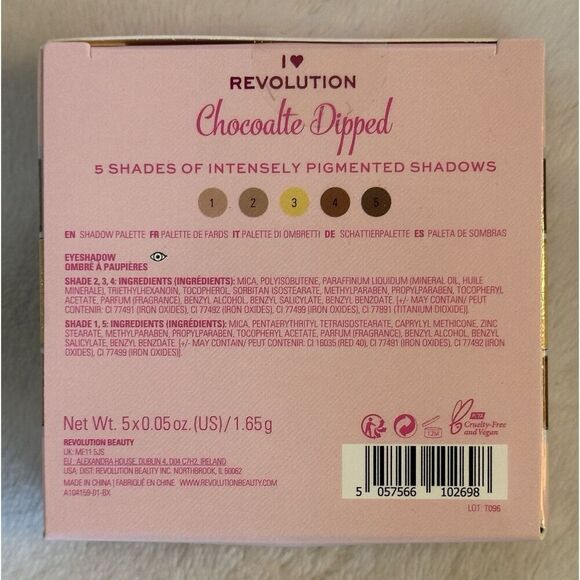 I ♥
REVOLUTION
Chocoalte Dipped
5 SHADES OF INTENSELY PIGMENTED SHADOWS
1 2 3 4 5
EN SHADOW PALETTE FR PALETTE DE FARDS IT PALETTE DI OMBRETTI DE SCHATTIERPALETTE ES PALETA DE SOMBRAS
EYESHADOW
OMBRÉ A PAUPIÈRES
SHADE 2, 3, 4: INGREDIENTS (INGRÉDIENTS): MICA, POLYISOBUTENE, PARAFFINUM LIQUIDUM (MINERAL OIL, HUILE
MINERALE), TRIETHYLHEXANOIN, TOCOPHEROL, SORBITAN ISOSTEARATE, METHYLPARABEN, PROPYLPARABEN, TOCOPHERYL
ACETATE, PARFUM (FRAGRANCE), BENZYL ALCOHOL, BENZYL SALICYLATE, BENZYL BENZOATE. [+/- MAY CONTAIN/ PEUT
CONTENIR: CI 77491 (IRON OXIDES), CI 77492 (IRON OXIDES), CI 77499 (IRON OXIDES), CI 77891 (TITANIUM DIOXIDE)].
SHADE 1, 5: INGREDIENTS (INGRÉDIENTS): MICA, PENTAERYTHRITYL TETRAISOSTEARATE, CAPRYLYL METHICONE, ZINC
STEARATE, METHYLPARABEN, PROPYLPARABEN, TOCOPHERYL ACETATE, PARFUM (FRAGRANCE), BENZYL ALCOHOL, BENZYL
SALICYLATE, BENZYL BENZOATE. [+/- MAY CONTAIN/ PEUT CONTENIR: CI 16035 (RED 40), CI 77491 (IRON OXIDES), CI 77492 (IRON
OXIDES), CI 77499 (IRON OXIDES)].
Net Wt. 5 x 0.05 oz. (US) / 1.65g
REVOLUTION BEAUTY
UK: ME11 5JS
EU : ALEXANDRA HOUSE, DUBLIN 4, D04 C7H2, IRELAND
USA: DIST: REVOLUTION BEAUTY INC. NORTHBROOK, IL 60062
MADE IN CHINA | FABRIQUÉ EN CHINE WWW.REVOLUTIONBEAUTY.COM
A104159-01-BX
12M
PETA
Cruelty-Free
and Vegan
5 057566 102698
LOT T096